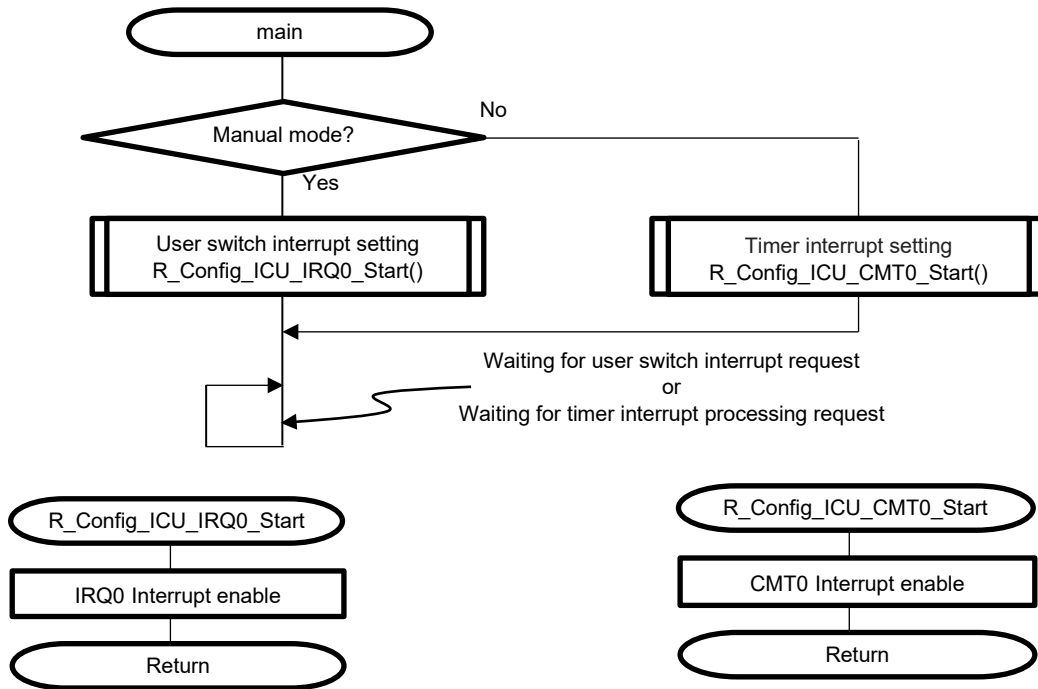 main
Manual mode?
No
Yes
User switch interrupt setting
R_Config_ICU_IRQ0_Start()
Timer interrupt setting
R_Config_ICU_CMT0_Start()
Waiting for user switch interrupt request
or
Waiting for timer interrupt processing request
R_Config_ICU_IRQ0_Start
IRQ0 Interrupt enable
Return
R_Config_ICU_CMT0_Start
CMT0 Interrupt enable
Return